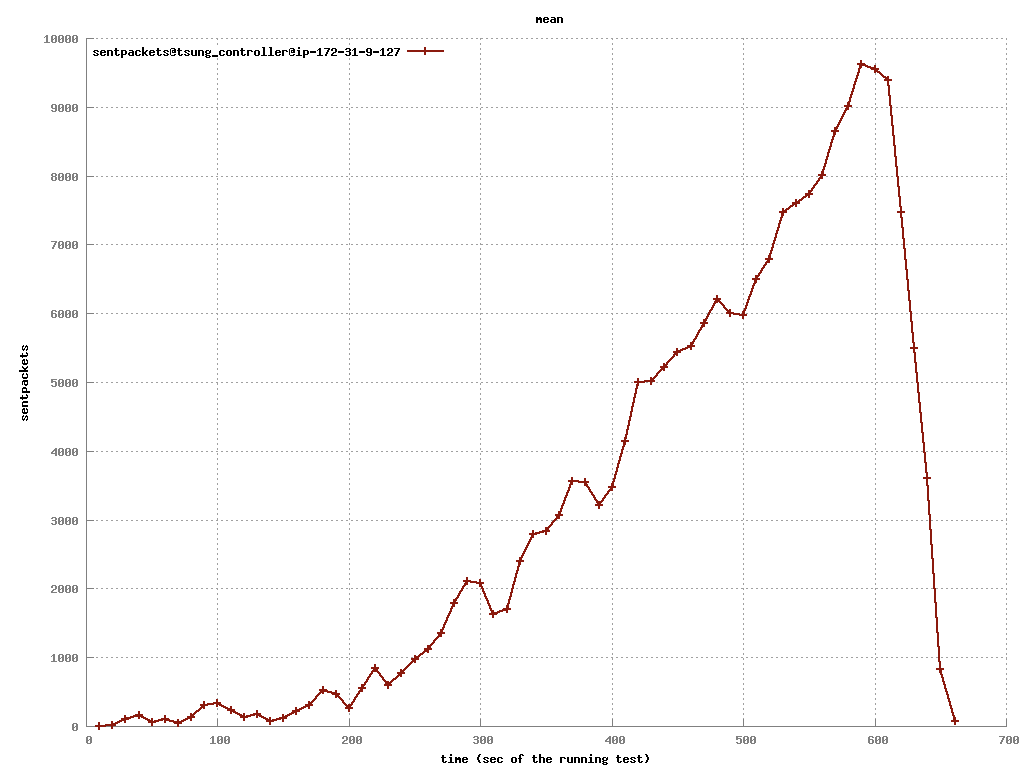 mean
10000
sentpackets@tsung_controller@ip-172-31-9-127
9000
8000
7000
6000
5000
4000
3000
2000
1000
0
sentpackets
0 100 200 300 400 500 600 700
time (sec of the running test)